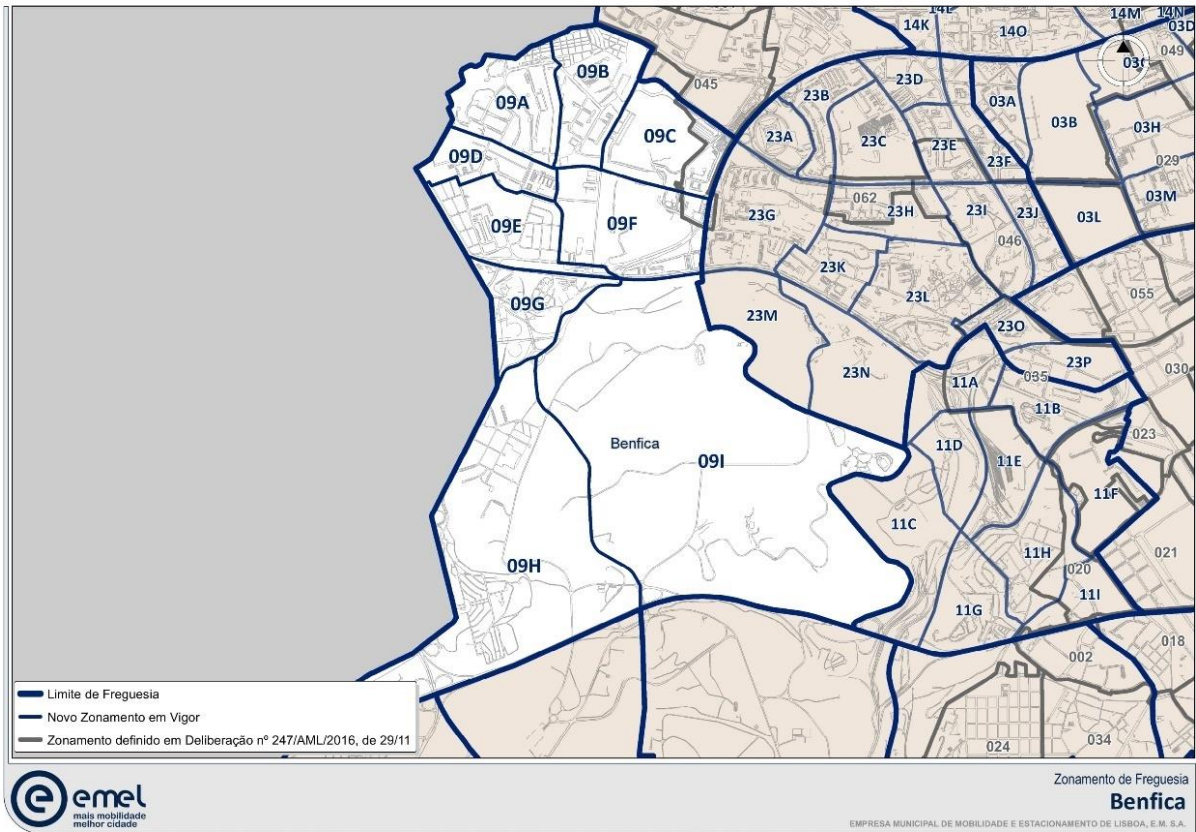 14L
14M
14N
14K
14O
03D
049
03C
09B
045
23D
09A
23B
03A
03B
09C
23A
23C
03H
23E
029
09D
23F
062
03M
09E
09F
23G
23H
23I
23J
03L
046
23K
09G
23L
055
23M
23O
23P
030
23N
11A
035
11B
Benfica
09I
11D
11E
023
11F
11C
09H
11H
021
020
11I
11G
018
002
024
034
Limite de Freguesia
Novo Zonamento em Vigor
Zonamento definido em Deliberação nº 247/AML/2016, de 29/11
emel
mais mobilidade
melhor cidade
Zonamento de Freguesia
Benfica
EMPRESA MUNICIPAL DE MOBILIDADE E ESTACIONAMENTO DE LISBOA, E.M. S.A.